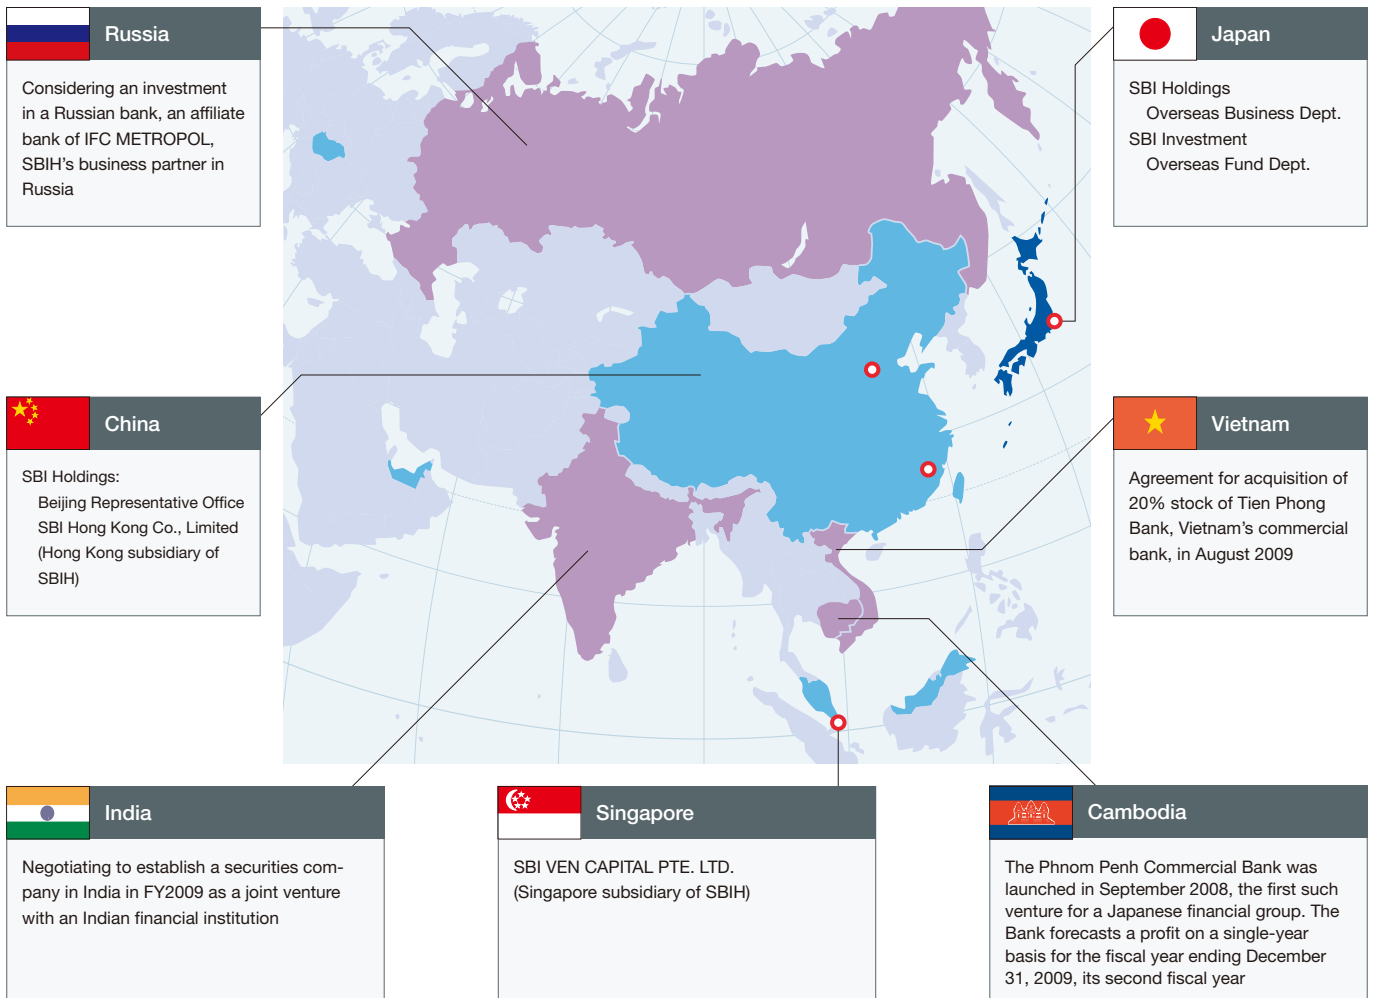 Russia
Considering an investment
in a Russian bank, an affiliate
bank of IFC METROPOL,
SBIH's business partner in
Russia
Japan
SBI Holdings
Overseas Business Dept.
SBI Investment
Overseas Fund Dept.
China
SBI Holdings:
Beijing Representative Office
SBI Hong Kong Co., Limited
(Hong Kong subsidiary of
SBIH)
Vietnam
Agreement for acquisition of
20% stock of Tien Phong
Bank, Vietnam's commercial
bank, in August 2009
India
Negotiating to establish a securities com-
pany in India in FY2009 as a joint venture
with an Indian financial institution
Singapore
SBI VEN CAPITAL PTE. LTD.
(Singapore subsidiary of SBIH)
Cambodia
The Phnom Penh Commercial Bank was
launched in September 2008, the first such
venture for a Japanese financial group. The
Bank forecasts a profit on a single-year
basis for the fiscal year ending December
31, 2009, its second fiscal year